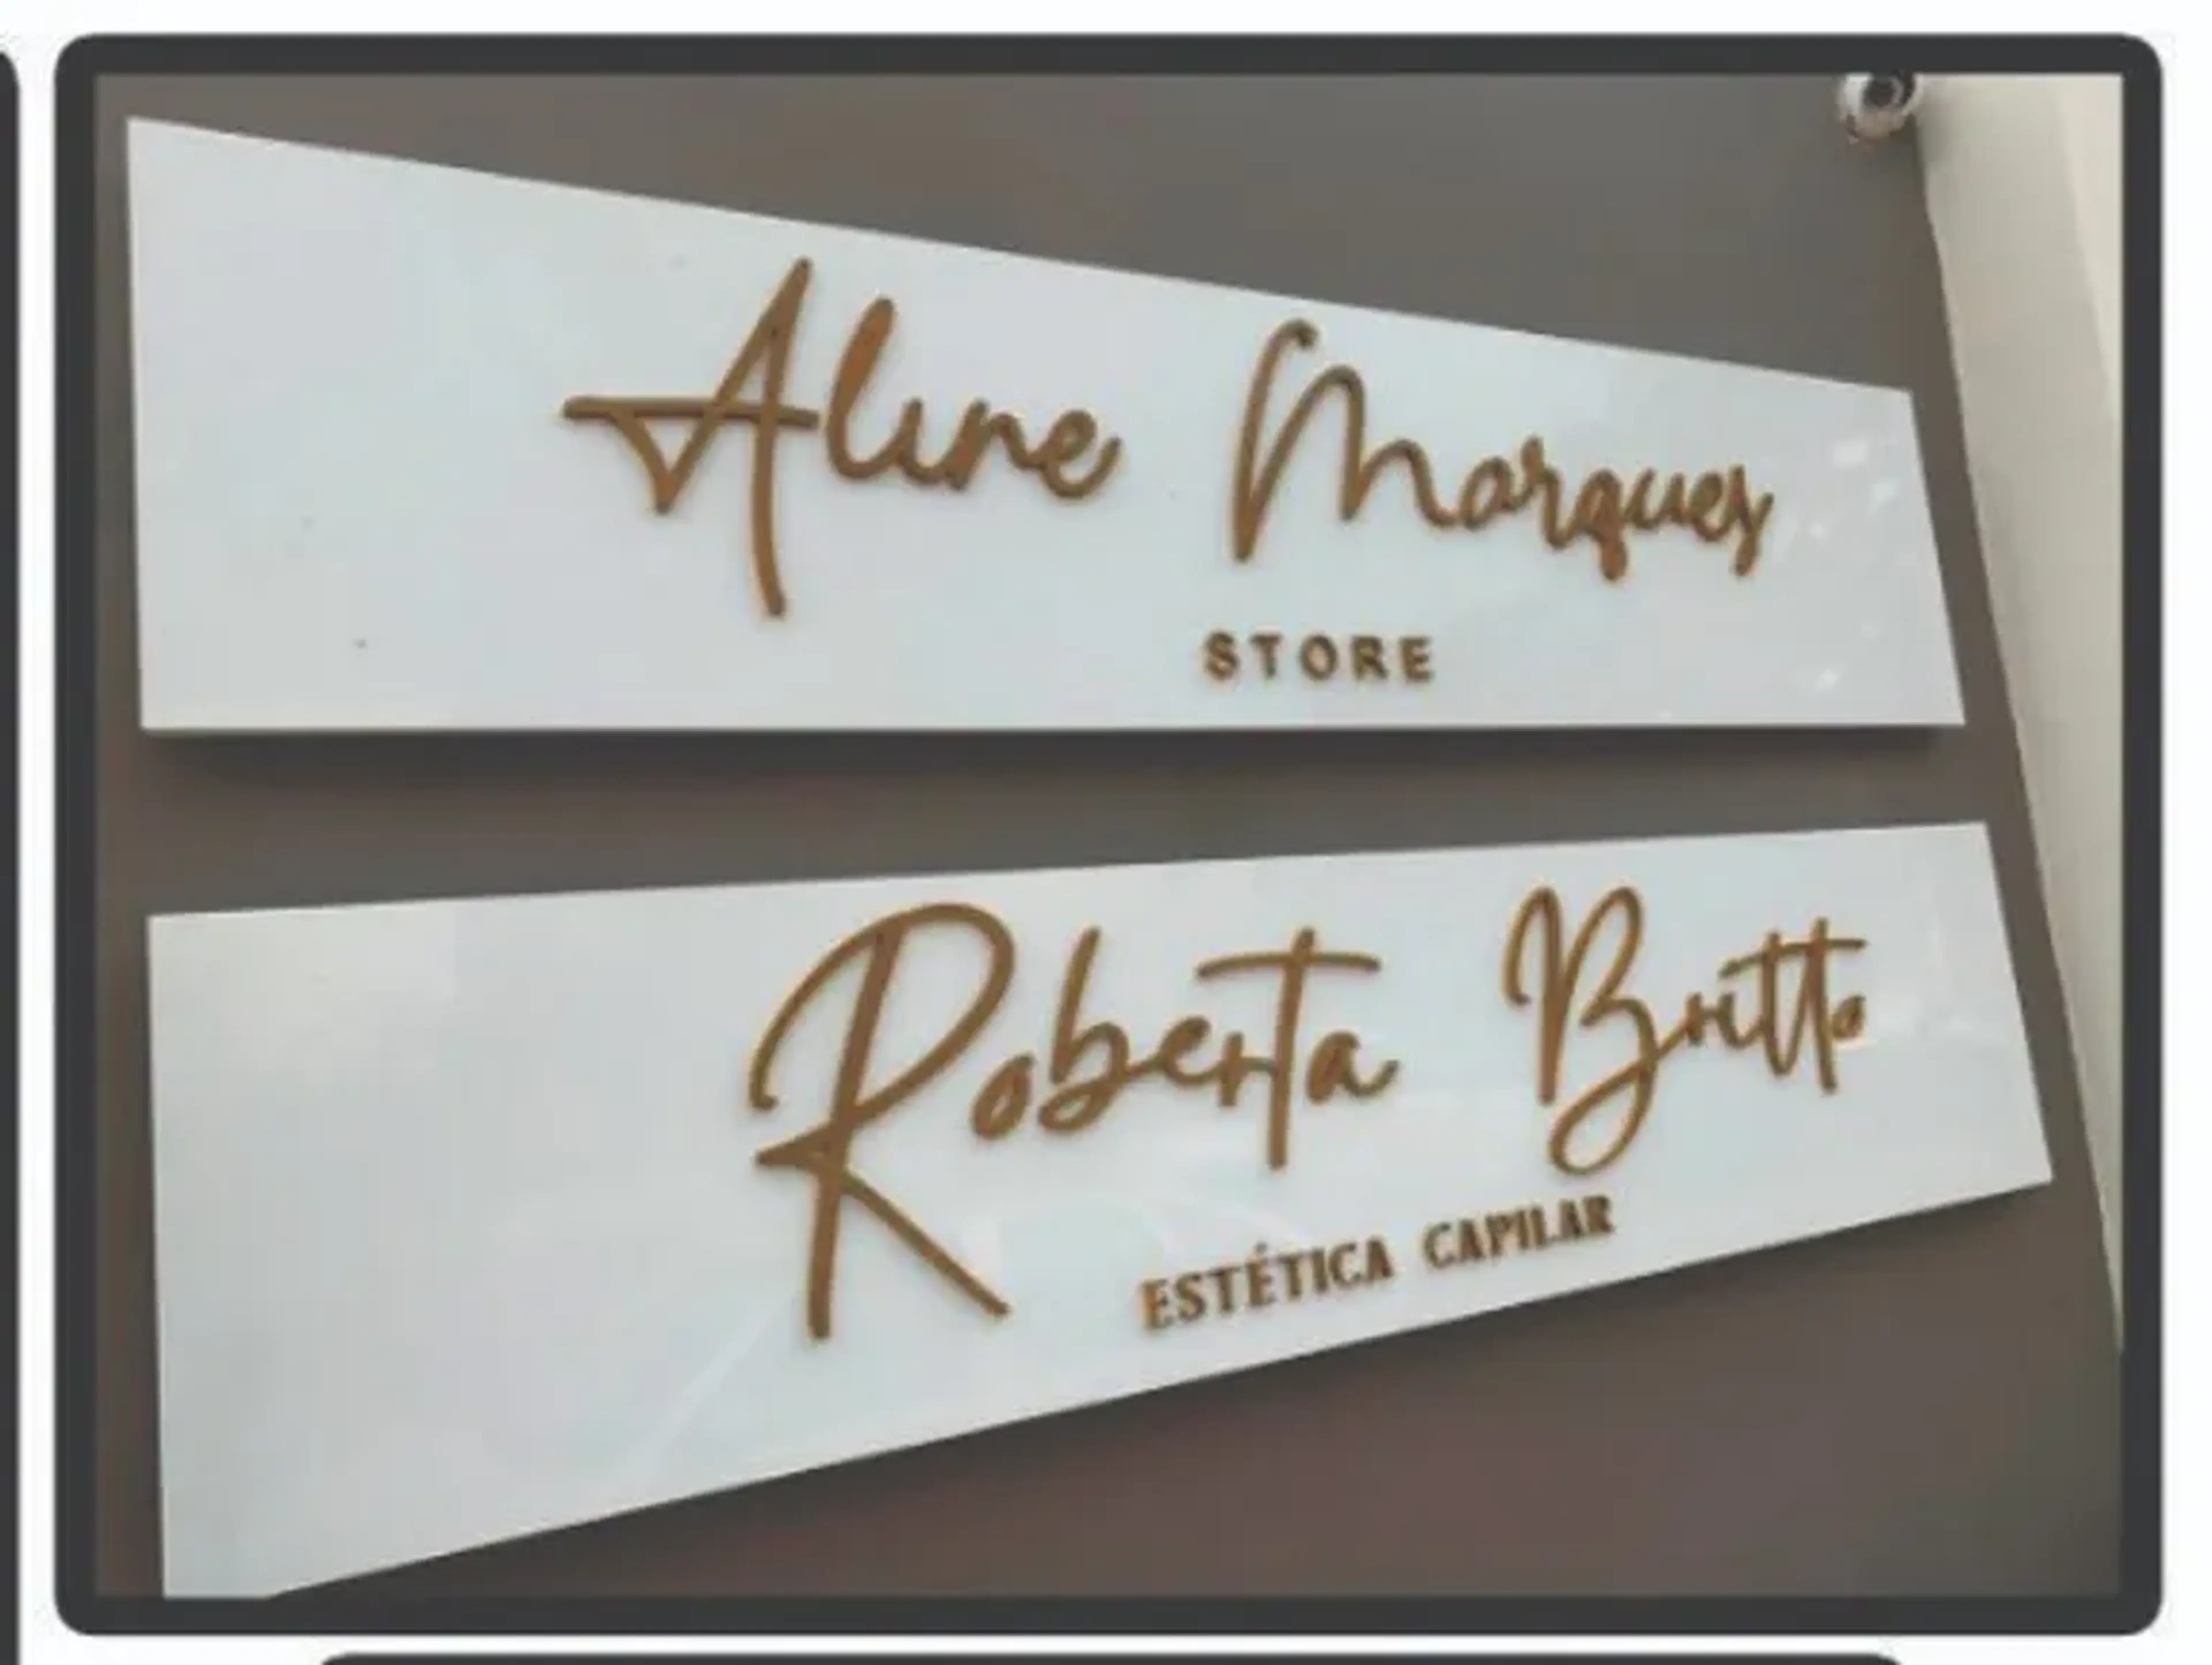 Aline Marques
STORE
Roberta Britto
ESTÉTICA CAPILAR